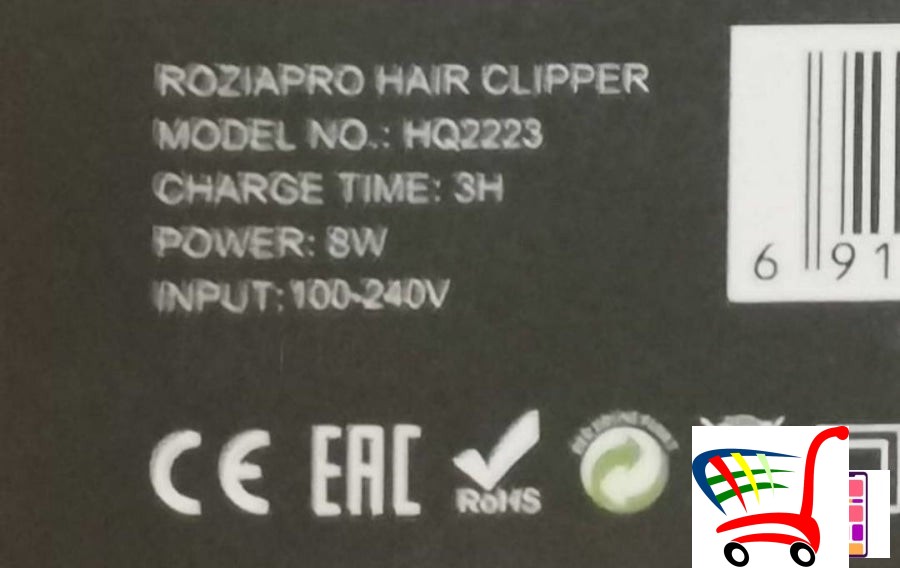 ROZIAPRO HAIR CLIPPER
MODEL NO.: HQ2223
CHARGE TIME: 3H
POWER: 8W
INPUT: 100-240V
6 91
CE EAC RoHS